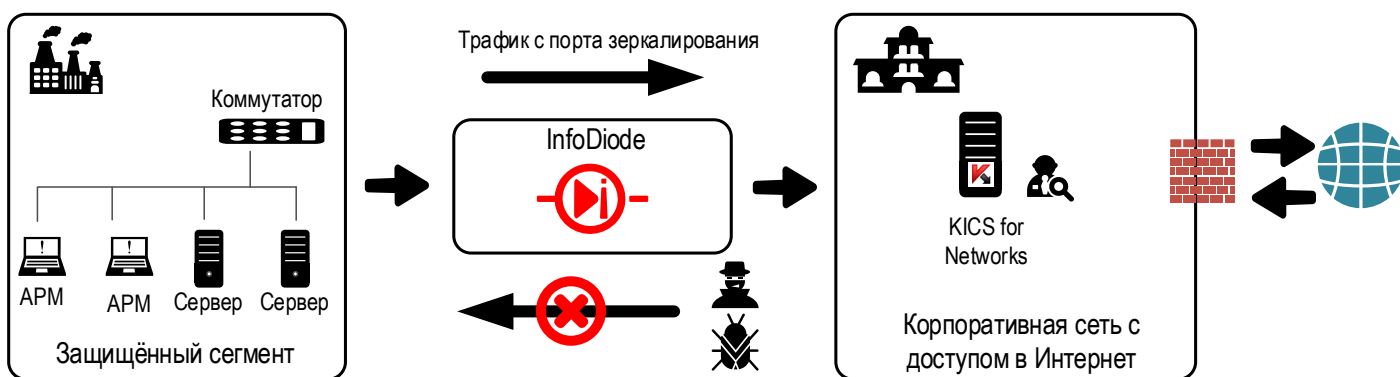 Трафик с порта зеркалирования
Коммутатор
InfoDiode
АРМ
АРМ
Сервер
Сервер
Защищённый сегмент
KICS for
Networks
Корпоративная сеть с
доступом в Интернет